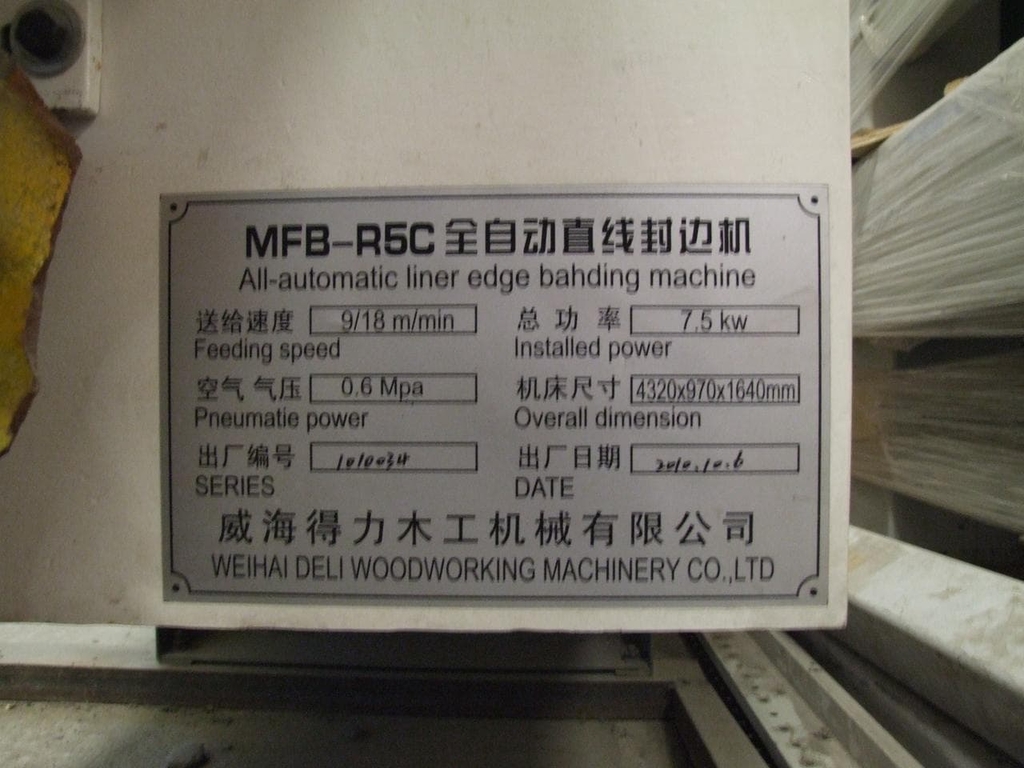 MFB-R5C 全自动直线封边机
All-automatic liner edge bahding machine
送给速度 9/18 m/min 总功率 7.5 kw
Feeding speed Installed power
空气气压 0.6 Mpa 机床尺寸 4320x970x1640mm
Pneumatie power Overall dimension
出厂编号 1010034 出厂日期 2010.10.6
SERIES DATE
威海得力木工机械有限公司
WEIHAI DELI WOODWORKING MACHINERY CO.,LTD